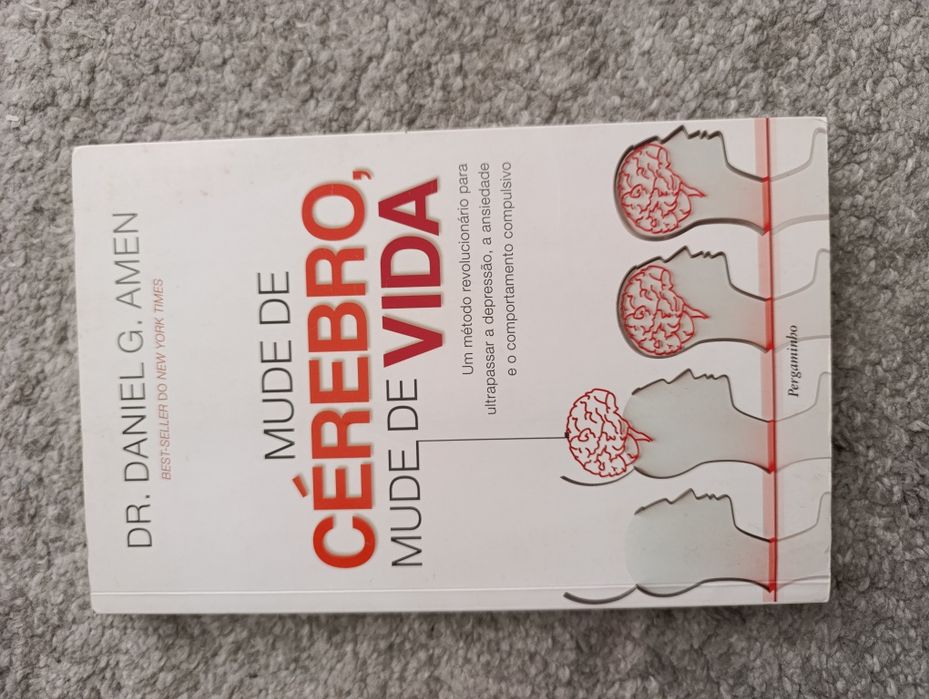 DR. DANIEL G. AMEN
BEST-SELLER DO NEW YORK TIMES
MUDE DE
CÉREBRO,
MUDE DE VIDA
Um método revolucionário para
ultrapassar a depressão, a ansiedade
e o comportamento compulsivo
Pergaminho